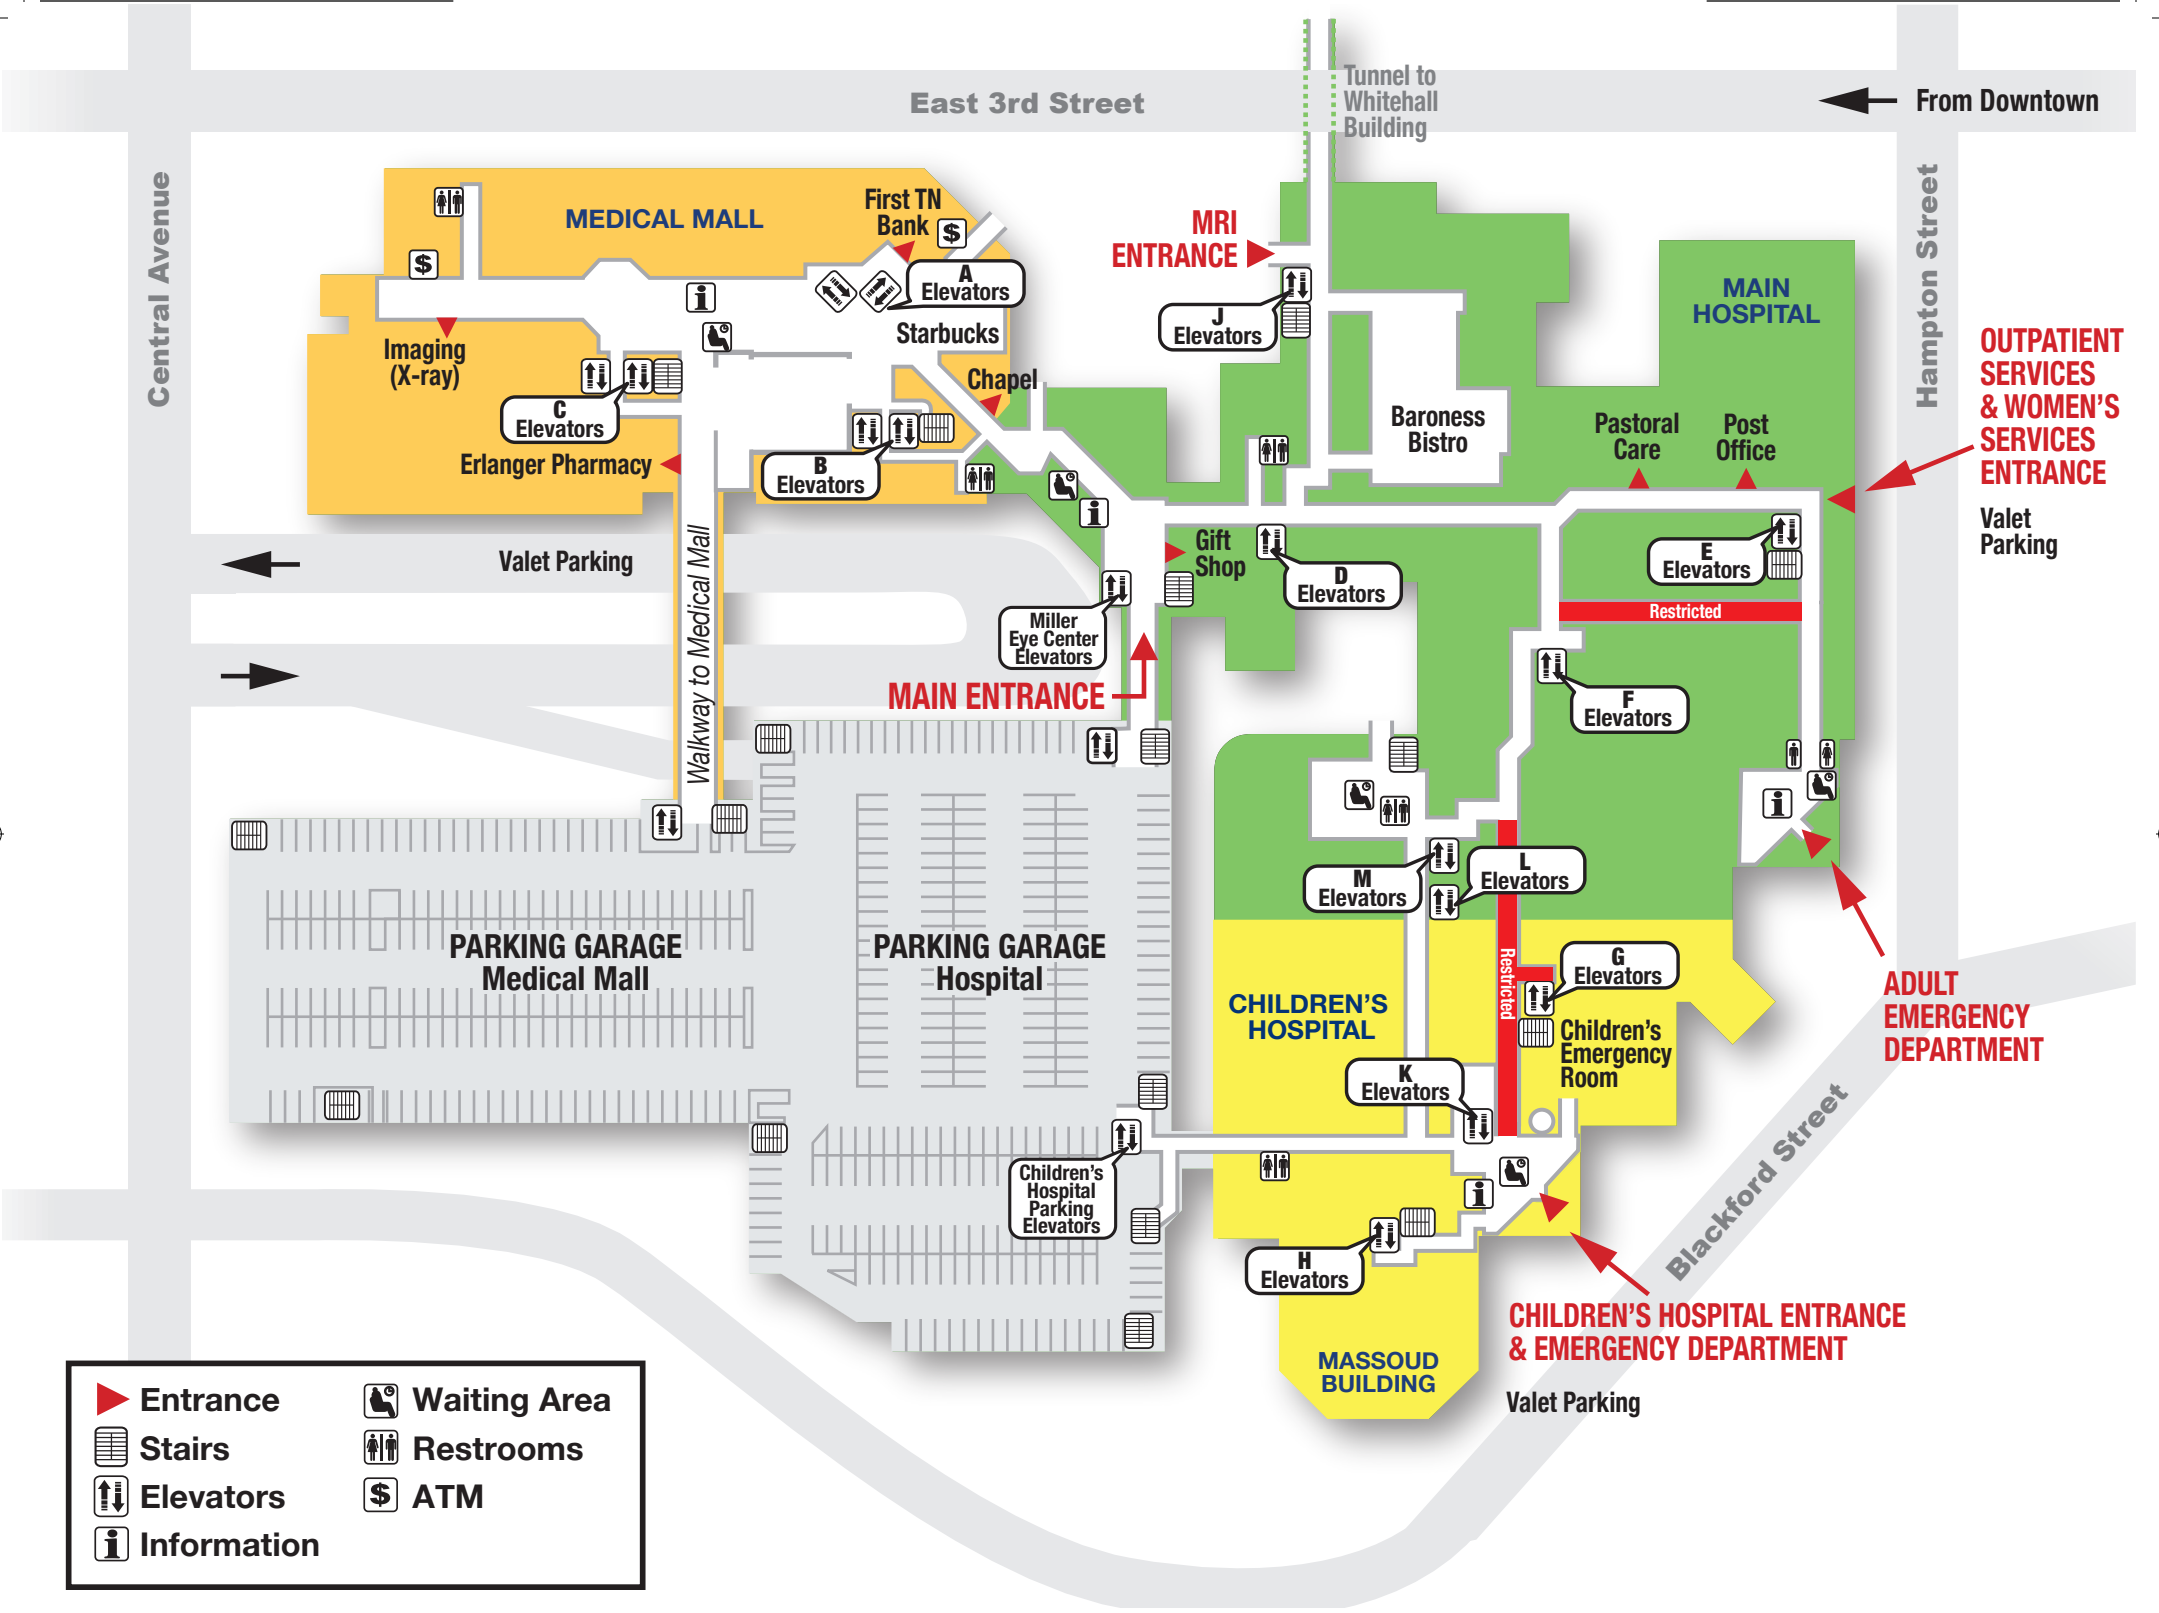 East 3rd Street
Tunnel to
Whitehall
Building
From Downtown
Central Avenue
Hampton Street
MEDICAL MALL
First TN
Bank
$
$
A
Elevators
Starbucks
Imaging
(X-ray)
C
Elevators
Erlanger Pharmacy
B
Elevators
Chapel
MRI
ENTRANCE
J
Elevators
MAIN
HOSPITAL
Baroness
Bistro
Pastoral
Care
Post
Office
OUTPATIENT
SERVICES
& WOMEN'S
SERVICES
ENTRANCE
Valet
Parking
Valet Parking
Walkway to Medical Mall
Gift
Shop
D
Elevators
E
Elevators
Restricted
Miller
Eye Center
Elevators
MAIN ENTRANCE
F
Elevators
M
Elevators
L
Elevators
PARKING GARAGE
Medical Mall
PARKING GARAGE
Hospital
CHILDREN'S
HOSPITAL
Restricted
G
Elevators
Children's
Emergency
Room
ADULT
EMERGENCY
DEPARTMENT
K
Elevators
Children's
Hospital
Parking
Elevators
H
Elevators
Blackford Street
CHILDREN'S HOSPITAL ENTRANCE
& EMERGENCY DEPARTMENT
MASSOUD
BUILDING
Valet Parking
Entrance
Waiting Area
Stairs
Restrooms
Elevators
$ ATM
i Information